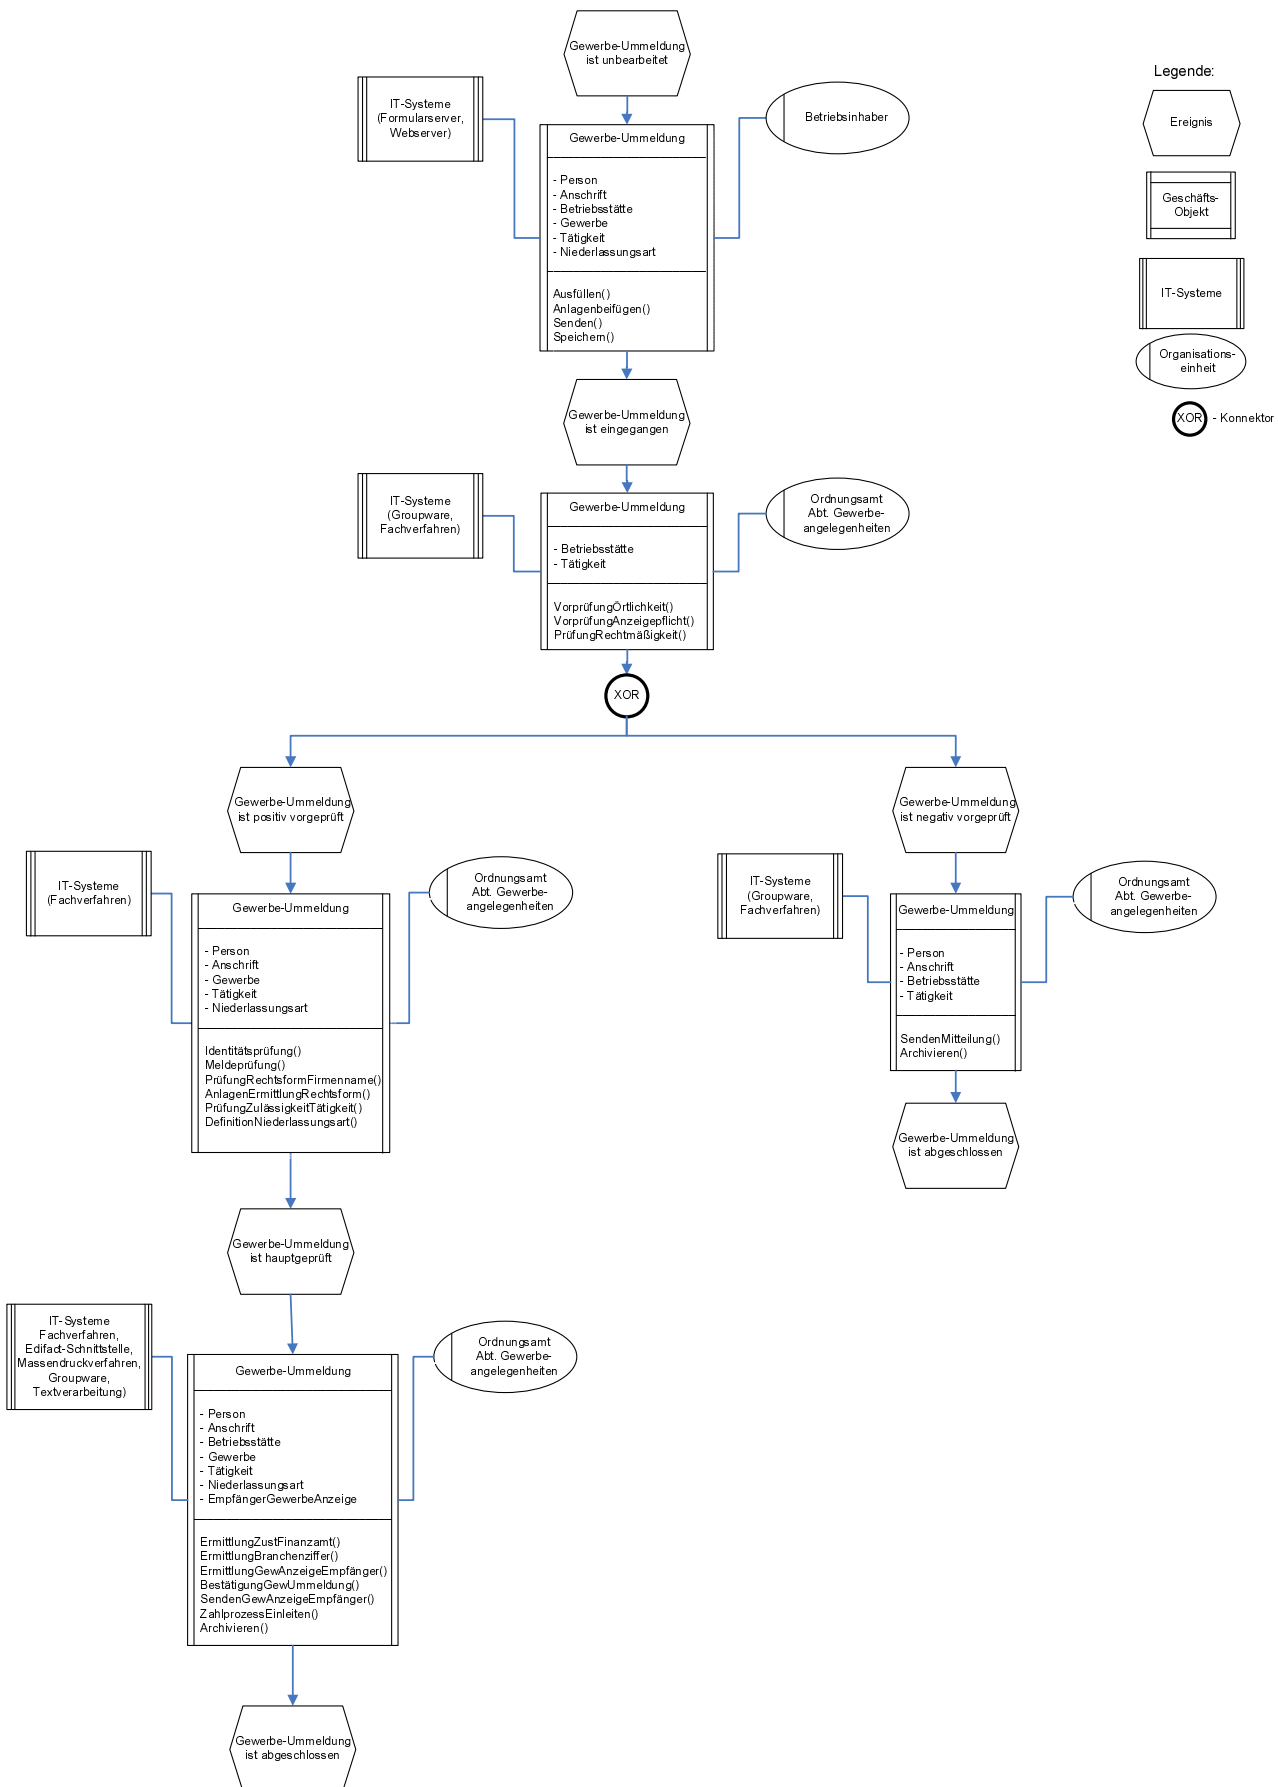 Gewerbe-Ummeldung
ist unbearbeitet
Legende:
IT-Systeme
(Formularserver,
Webserver)
Betriebsinhaber
Ereignis
Gewerbe-Ummeldung
- Person
- Anschrift
- Betriebsstätte
- Gewerbe
- Tätigkeit
- Niederlassungsart
Ausfüllen()
Anlagenbeifügen()
Senden()
Speichern()
Geschäfts-
Objekt
IT-Systeme
Organisations-
einheit
XOR - Konnektor
Gewerbe-Ummeldung
ist eingegangen
IT-Systeme
(Groupware,
Fachverfahren)
Gewerbe-Ummeldung
- Betriebsstätte
- Tätigkeit
VorprüfungÖrtlichkeit()
VorprüfungAnzeigepflicht()
PrüfungRechtmäßigkeit()
Ordnungsamt
Abt. Gewerbe-
angelegenheiten
XOR
Gewerbe-Ummeldung
ist positiv vorgeprüft
IT-Systeme
(Fachverfahren)
Gewerbe-Ummeldung
- Person
- Anschrift
- Gewerbe
- Tätigkeit
- Niederlassungsart
Identitätsprüfung()
Meldeprüfung()
PrüfungRechtsformFirmenname()
AnlagenErmittlungRechtsform()
PrüfungZulässigkeitTätigkeit()
DefinitionNiederlassungsart()
Ordnungsamt
Abt. Gewerbe-
angelegenheiten
Gewerbe-Ummeldung
ist negativ vorgeprüft
IT-Systeme
(Groupware,
Fachverfahren)
Gewerbe-Ummeldung
- Person
- Anschrift
- Betriebsstätte
- Tätigkeit
SendenMitteilung()
Archivieren()
Ordnungsamt
Abt. Gewerbe-
angelegenheiten
Gewerbe-Ummeldung
ist abgeschlossen
Gewerbe-Ummeldung
ist hauptgeprüft
IT-Systeme
Fachverfahren,
Edifact-Schnittstelle,
Massendruckverfahren,
Groupware,
Textverarbeitung)
Gewerbe-Ummeldung
- Person
- Anschrift
- Betriebsstätte
- Gewerbe
- Tätigkeit
- Niederlassungsart
- EmpfängerGewerbeAnzeige
ErmittlungZustFinanzamt()
ErmittlungBranchenziffer()
ErmittlungGewAnzeigeEmpfänger()
BestätigungGewUmmeldung()
SendenGewAnzeigeEmpfänger()
ZahlprozessEinleiten()
Archivieren()
Ordnungsamt
Abt. Gewerbe-
angelegenheiten
Gewerbe-Ummeldung
ist abgeschlossen